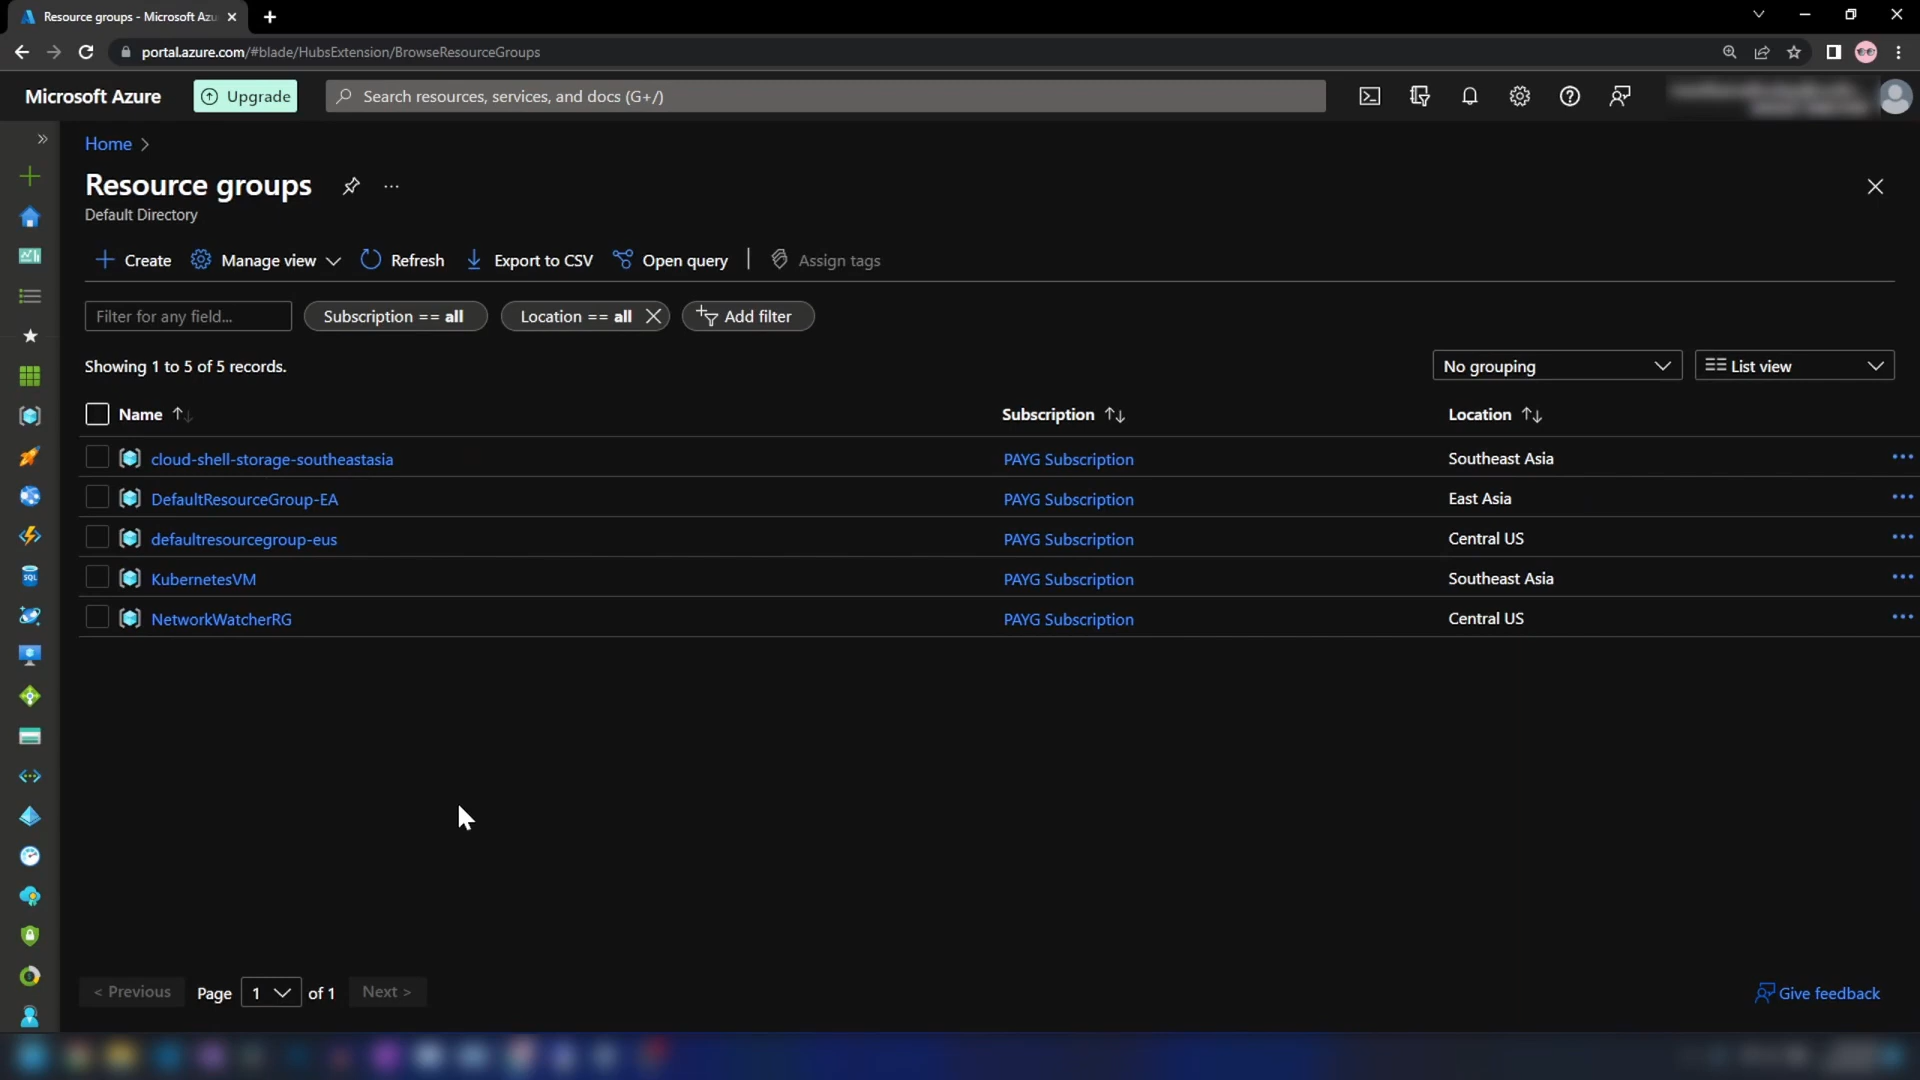 Resource groups - Microsoft Azu
portal.azure.com/#blade/HubsExtension/BrowseResourceGroups
Microsoft Azure
Upgrade
Search resources, services, and docs (G+/)
Home >
Resource groups
...
Default Directory
Create
Manage view
Refresh
Export to CSV
Open query
Assign tags
Filter for any field...
Subscription == all
Location == all
Add filter
Showing 1 to 5 of 5 records.
No grouping
List view
Name
Subscription
Location
cloud-shell-storage-southeastasia
PAYG Subscription
Southeast Asia
DefaultResourceGroup-EA
PAYG Subscription
East Asia
defaultresourcegroup-eus
PAYG Subscription
Central US
KubernetesVM
PAYG Subscription
Southeast Asia
NetworkWatcherRG
PAYG Subscription
Central US
< Previous
Page
1
of 1
Next >
Give feedback
SQL